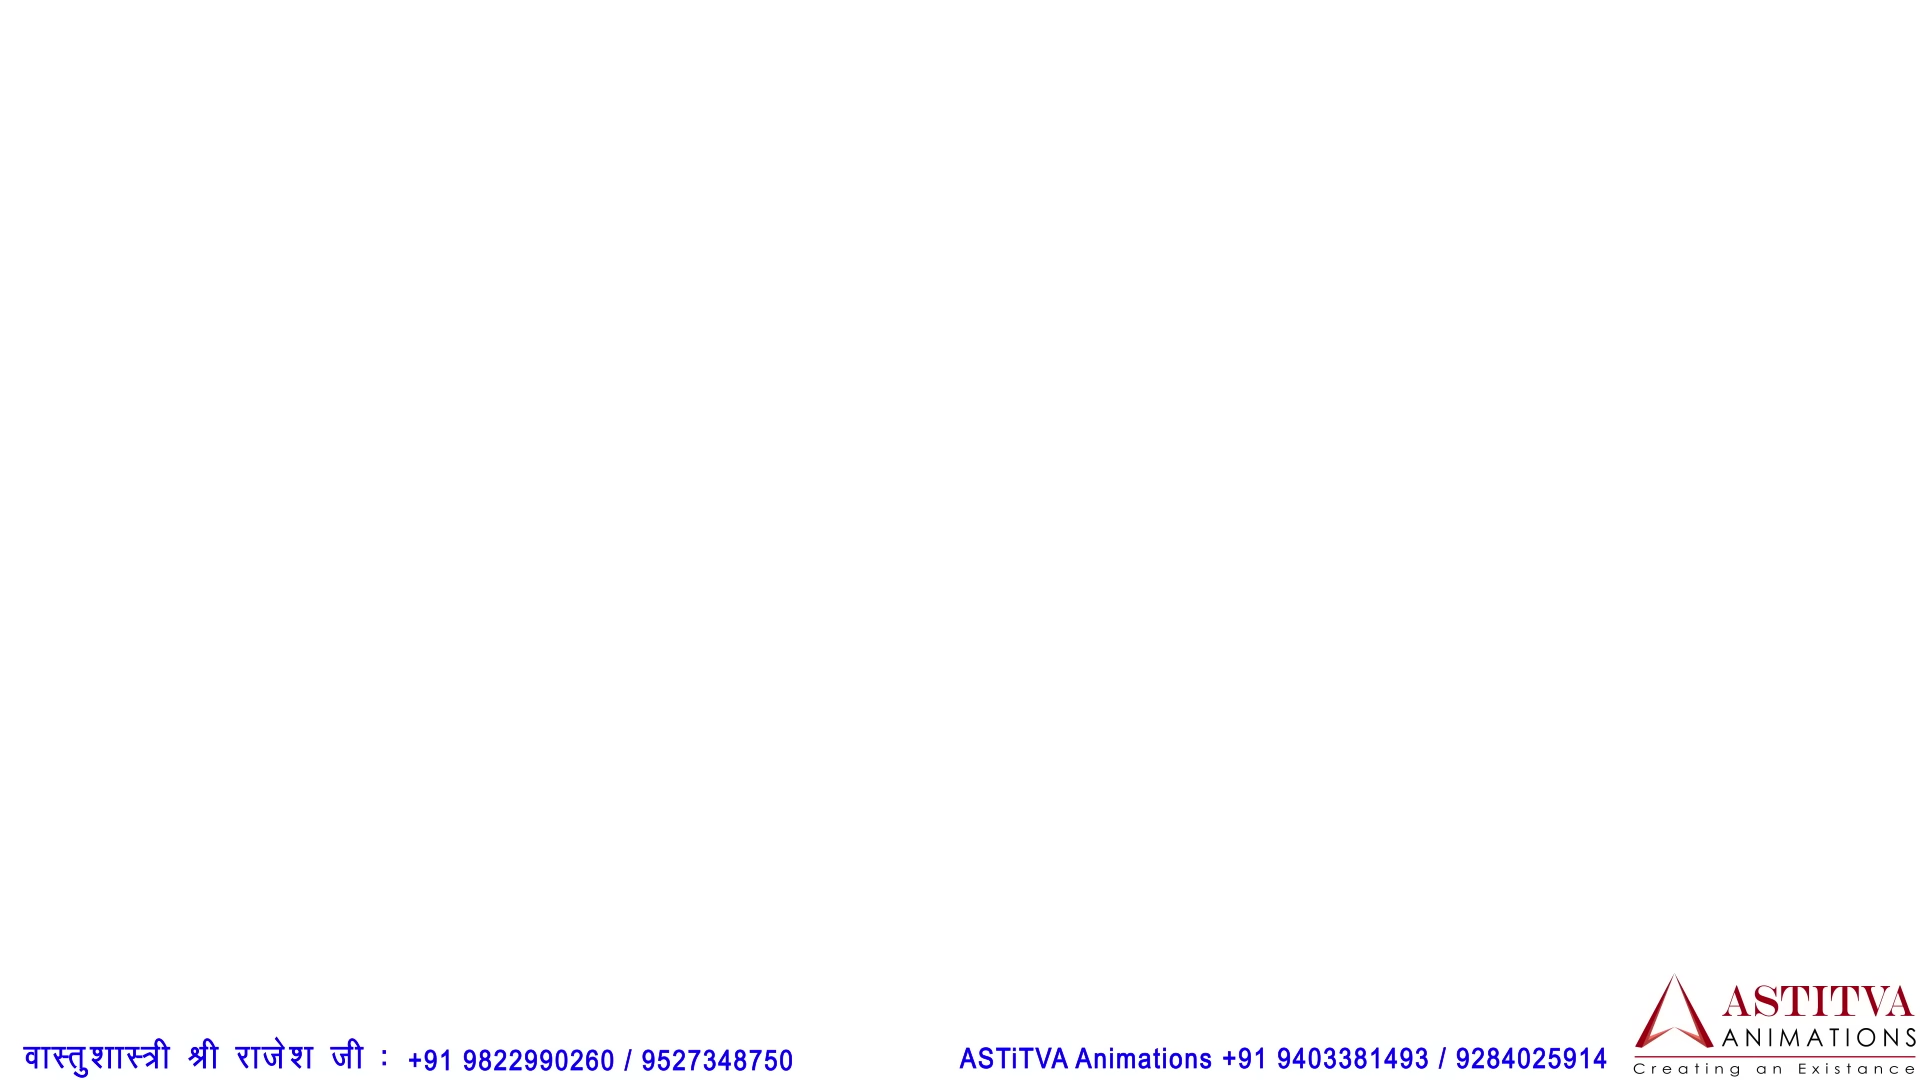 वास्तुशास्त्री श्री राजेश जी : +91 9822990260 / 9527348750
ASTiTVA Animations +91 9403381493 / 9284025914
ASTITVA
ANIMATIONS
Creating an Existance